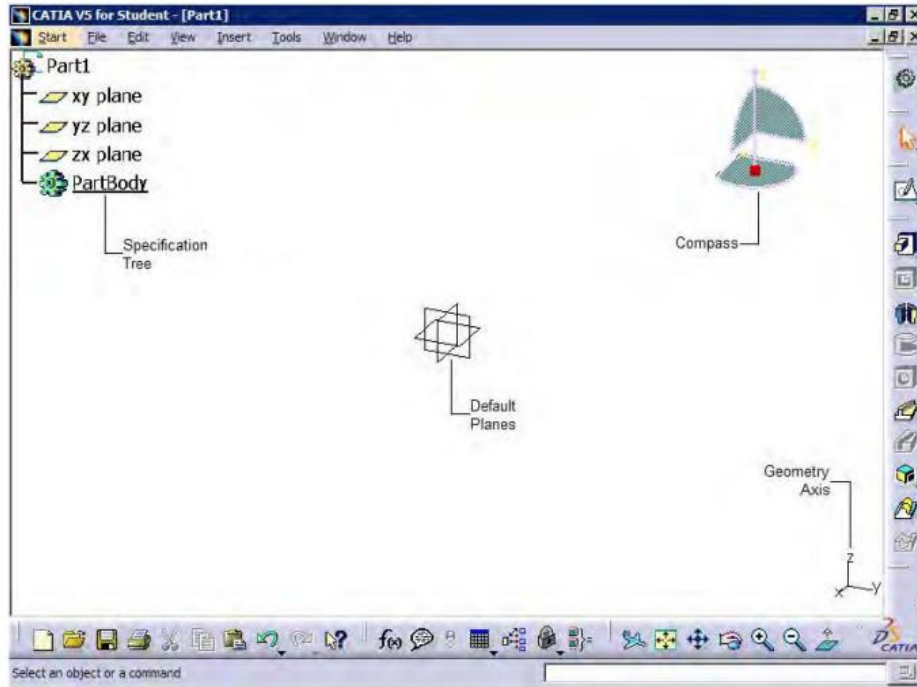 CATIA V5 for Student - [Part1]
Start File Edit View Insert Tools Window Help
Part1
xy plane
yz plane
zx plane
PartBody
Specification
Tree
Compass
Default
Planes
Geometry
Axis
z
x y
f(x)
CATIA
Select an object or a command